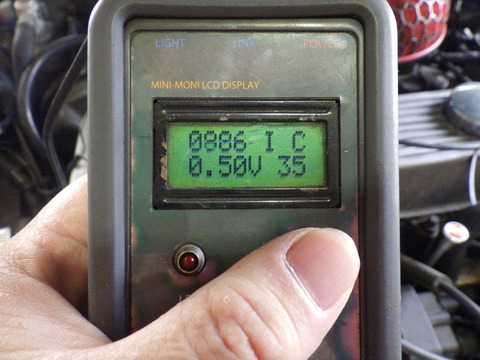 LIGHT LINK POWER
MINI-MONI LCD DISPLAY
0886 I C
0.50V 35